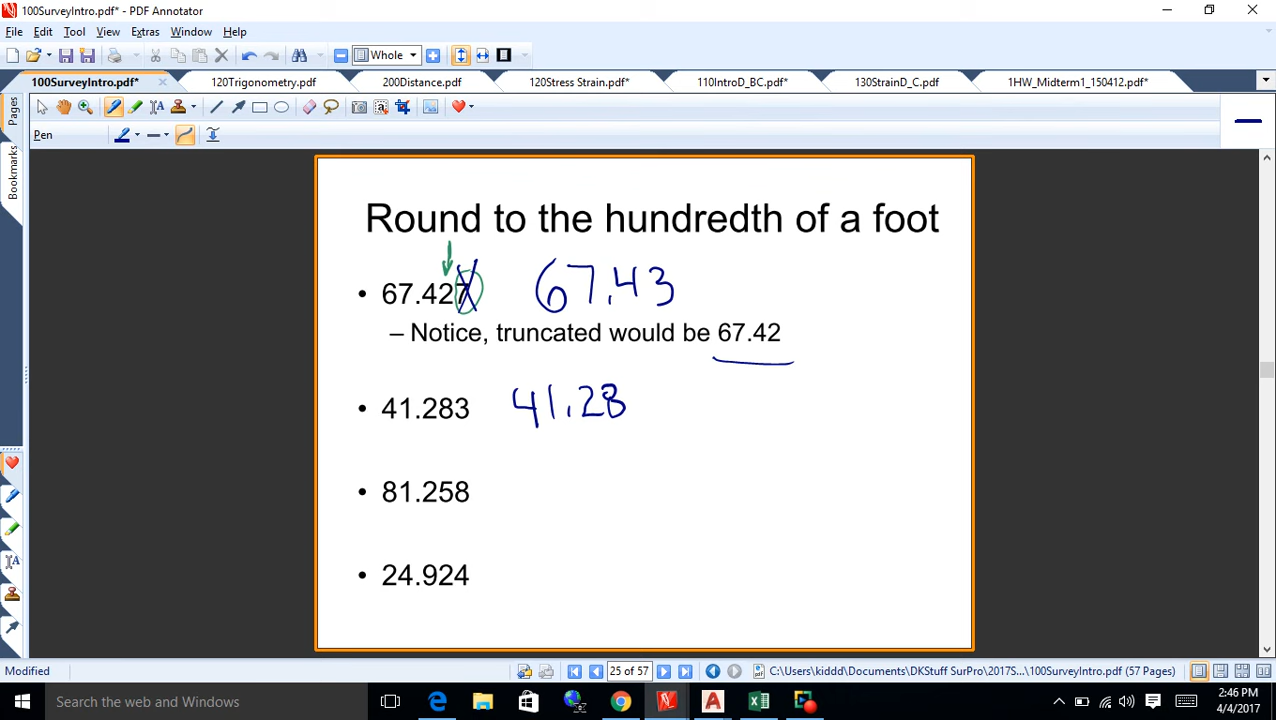 100SurveyIntro.pdf* - PDF Annotator
File Edit Tool View Extras Window Help
Whole
100SurveyIntro.pdf* 120Trigonometry.pdf 200Distance.pdf 120Stress Strain.pdf* 110IntroD_BC.pdf* 130StrainD_C.pdf 1HW_Midterm1_150412.pdf*
Pen
Pages
Bookmarks
Round to the hundredth of a foot
• 67.427 67.43
– Notice, truncated would be 67.42
• 41.283 41.28
• 81.258
• 24.924
Modified 25 of 57 C:\Users\kiddd\Documents\DKStuff SurPro\2017S...\100SurveyIntro.pdf (57 Pages)
Search the web and Windows
2:46 PM
4/4/2017